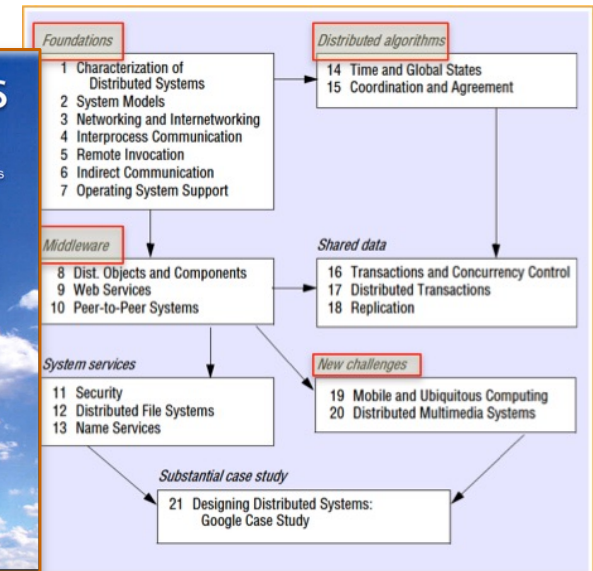 S
s
Foundations
1 Characterization of
Distributed Systems
2 System Models
3 Networking and Internetworking
4 Interprocess Communication
5 Remote Invocation
6 Indirect Communication
7 Operating System Support
Distributed algorithms
14 Time and Global States
15 Coordination and Agreement
Middleware
8 Dist. Objects and Components
9 Web Services
10 Peer-to-Peer Systems
Shared data
16 Transactions and Concurrency Control
17 Distributed Transactions
18 Replication
System services
11 Security
12 Distributed File Systems
13 Name Services
New challenges
19 Mobile and Ubiquitous Computing
20 Distributed Multimedia Systems
Substantial case study
21 Designing Distributed Systems:
Google Case Study